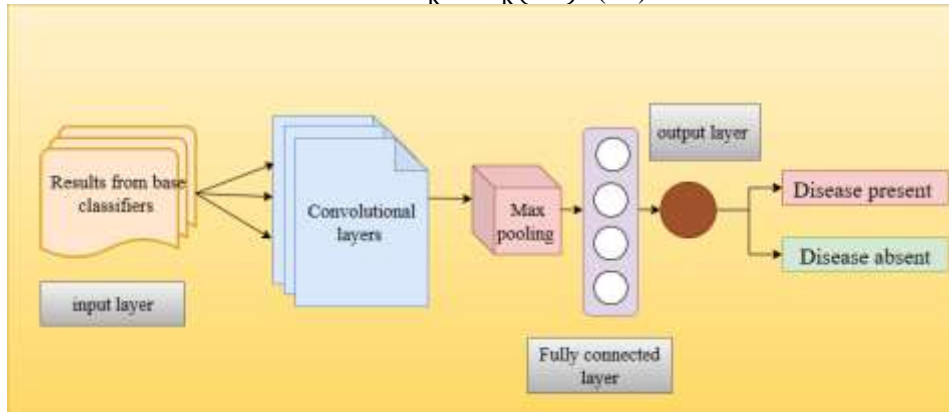 Results from base
classifiers
input layer
Convolutional
layers
Max
pooling
Fully connected
layer
output layer
Disease present
Disease absent